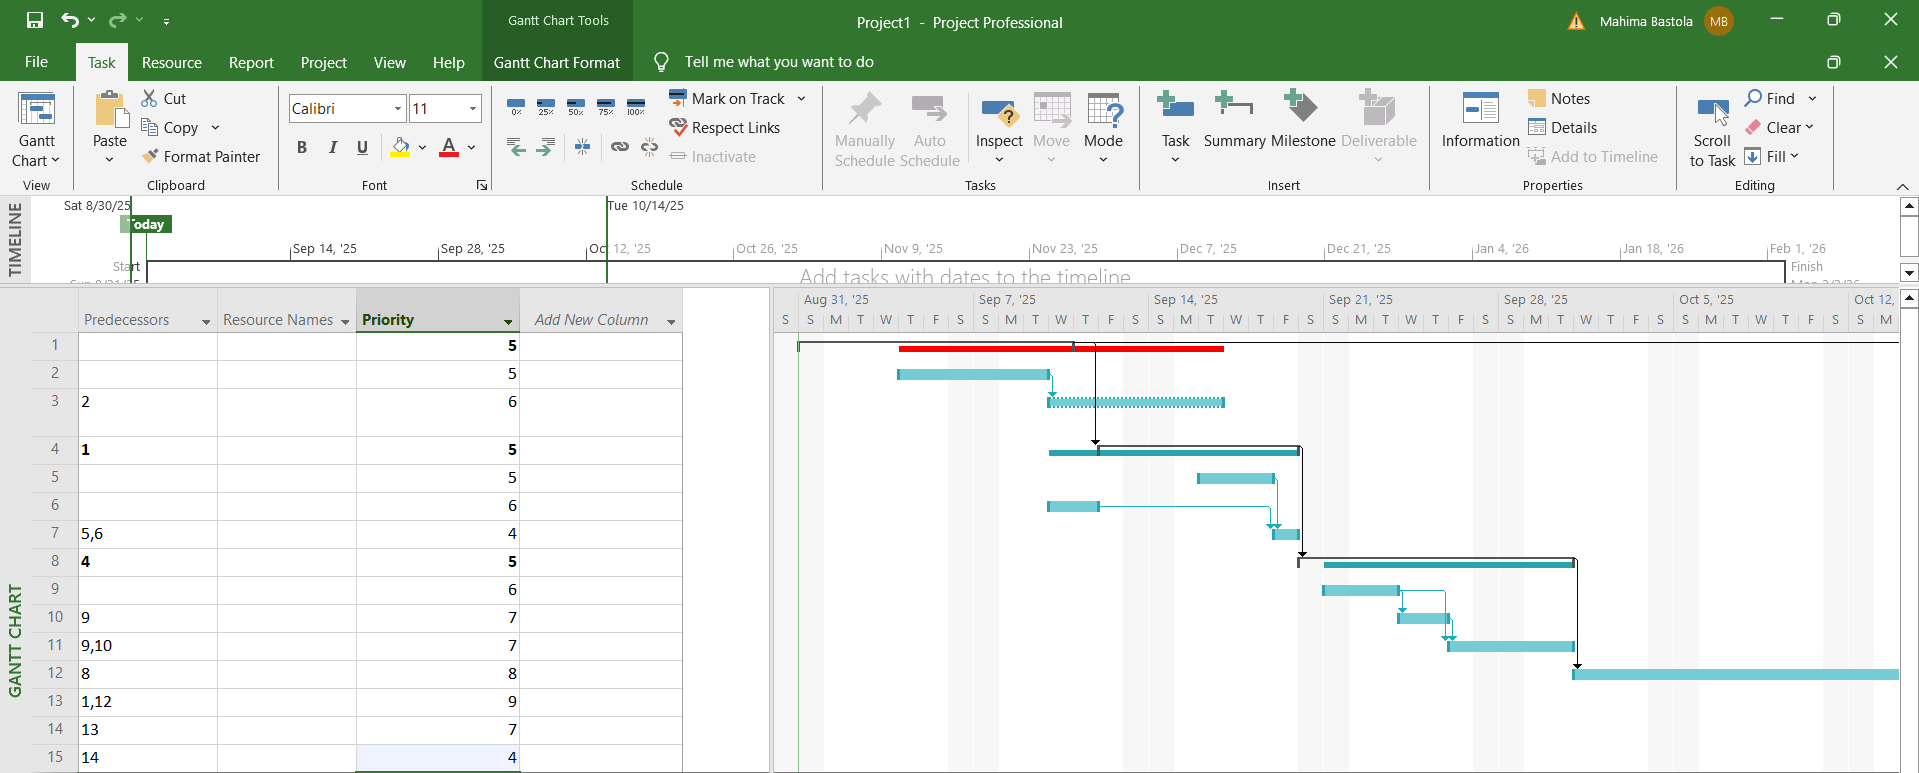 Gantt Chart Tools
Project1 - Project Professional
Mahima Bastola
MB
File
Task
Resource
Report
Project
View
Help
Gantt Chart Format
Tell me what you want to do
Gantt Chart
View
Paste
Cut
Copy
Format Painter
Clipboard
Calibri
11
B I U
A
Font
0%
25%
50%
75%
100%
Mark on Track
Respect Links
Inactivate
Schedule
Manually Schedule
Auto Schedule
Inspect
Move
Mode
Tasks
Task
Summary
Milestone
Deliverable
Insert
Information
Notes
Details
Add to Timeline
Properties
Scroll to Task
Find
Clear
Fill
Editing
TIMELINE
Sat 8/30/25
Tue 10/14/25
Today
Sep 14, '25
Sep 28, '25
Oct 12, '25
Oct 26, '25
Nov 9, '25
Nov 23, '25
Dec 7, '25
Dec 21, '25
Jan 4, '26
Jan 18, '26
Feb 1, '26
Start
Add tasks with dates to the timeline
Finish
GANTT CHART
Predecessors Resource Names Priority Add New Column
1 5
2 5
3 2 6
4 1 5
5 5
6 6
7 5,6 4
8 4 5
9 6
10 9 7
11 9,10 7
12 8 8
13 1,12 9
14 13 7
15 14 4
Aug 31, '25 Sep 7, '25 Sep 14, '25 Sep 21, '25 Sep 28, '25 Oct 5, '25 Oct 12,
S S M T W T F S S M T W T F S S M T W T F S S M T W T F S S M T W T F S S M T W T F S S M